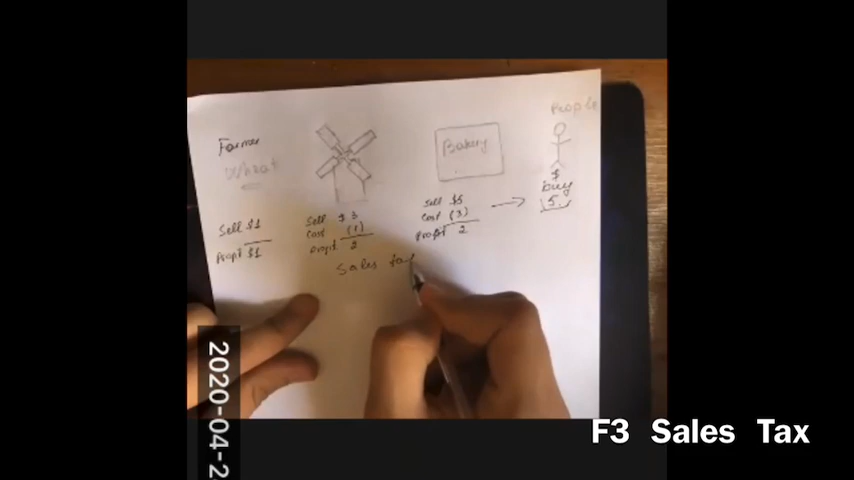 People
Farmer
Wheat
Bakery
$
buy
5
Sell $1
Profit $1
Sell $3
Cost (1)
Profit 2
Sell $5
Cost (3)
Profit 2
Sales tax
2020-04-2
F3 Sales Tax